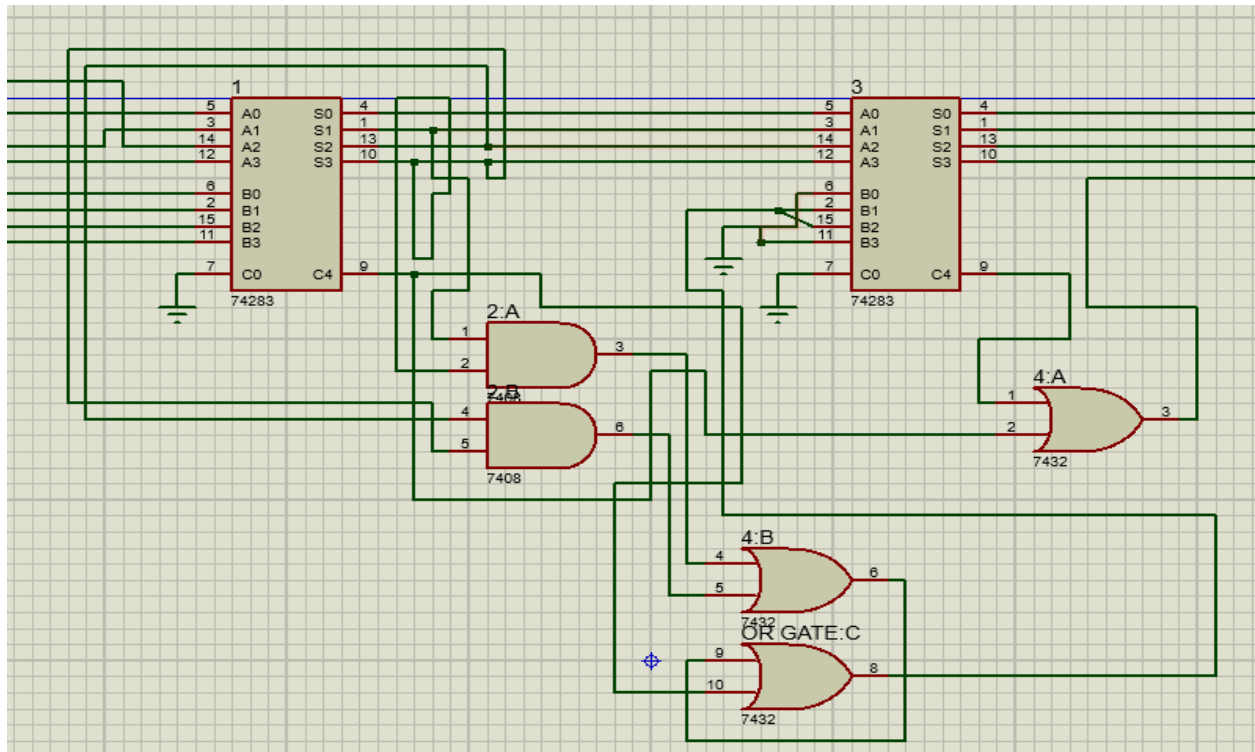 1
5 A0 S0 4
3 A1 S1 1
14 A2 S2 13
12 A3 S3 10
6 B0
2 B1
15 B2
11 B3
7 C0 C4 9
74283
3
5 A0 S0 4
3 A1 S1 1
14 A2 S2 13
12 A3 S3 10
6 B0
2 B1
15 B2
11 B3
7 C0 C4 9
74283
2:A
1
2
3
7408
2:B
4
5
6
7408
4:A
1
2
3
7432
4:B
4
5
6
7432
OR GATE:C
9
10
8
7432